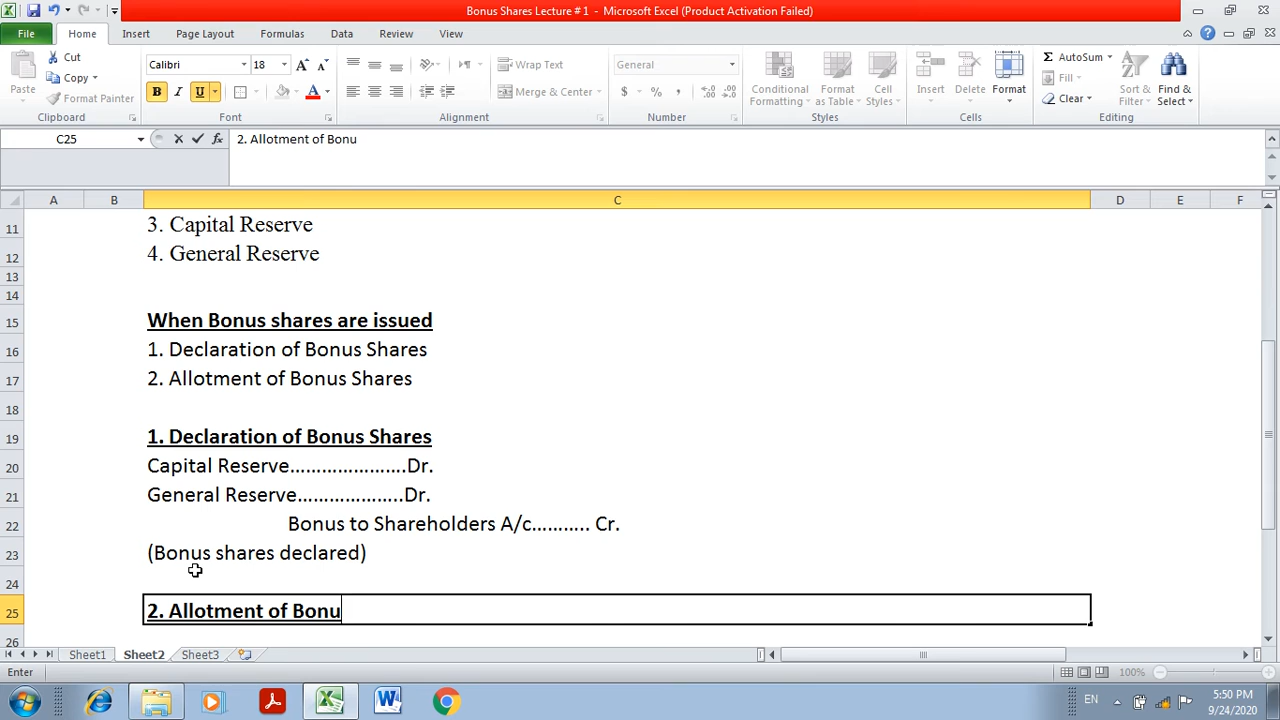 Bonus Shares Lecture # 1 - Microsoft Excel (Product Activation Failed)
File Home Insert Page Layout Formulas Data Review View
Paste Cut Copy Format Painter Clipboard
Calibri 18 B I U A Font
Wrap Text Merge & Center Alignment
General $ % , Number
Conditional Formatting Format as Table Cell Styles Styles
Insert Delete Format Cells
Σ AutoSum Fill Clear Sort & Filter Find & Select Editing
C25 fx 2. Allotment of Bonu
A B C D E F
11 3. Capital Reserve
12 4. General Reserve
13
14
15 When Bonus shares are issued
16 1. Declaration of Bonus Shares
17 2. Allotment of Bonus Shares
18
19 1. Declaration of Bonus Shares
20 Capital Reserve………………….Dr.
21 General Reserve………………..Dr.
22 Bonus to Shareholders A/c……….. Cr.
23 (Bonus shares declared)
24
25 2. Allotment of Bonu
26
Sheet1 Sheet2 Sheet3
Enter 100%
EN 5:50 PM
9/24/2020